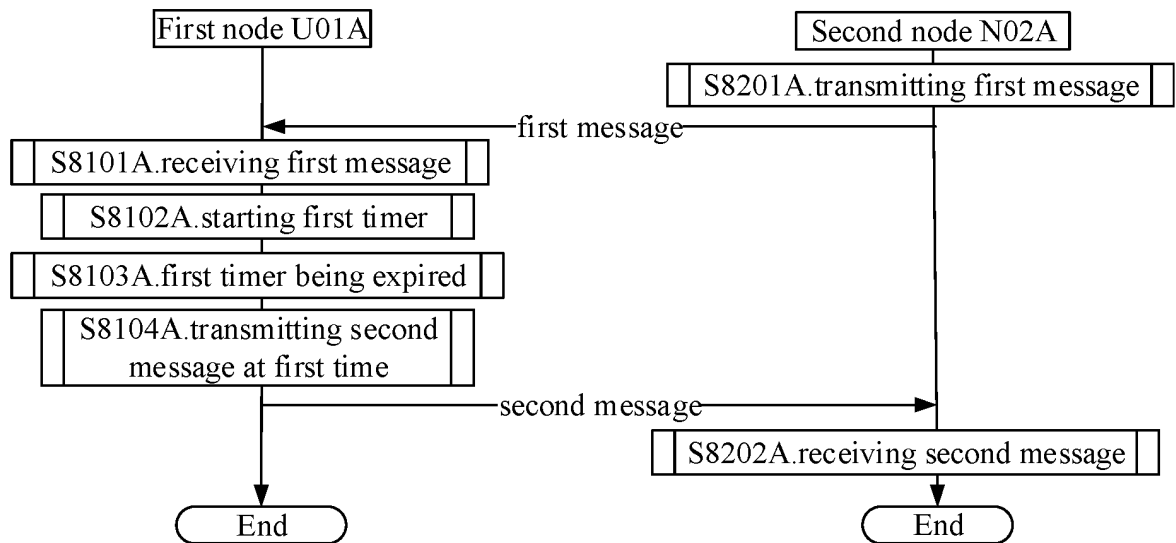 First node U01A
Second node N02A
S8201A.transmitting first message
first message
S8101A.receiving first message
S8102A.starting first timer
S8103A.first timer being expired
S8104A.transmitting second
message at first time
second message
S8202A.receiving second message
End
End